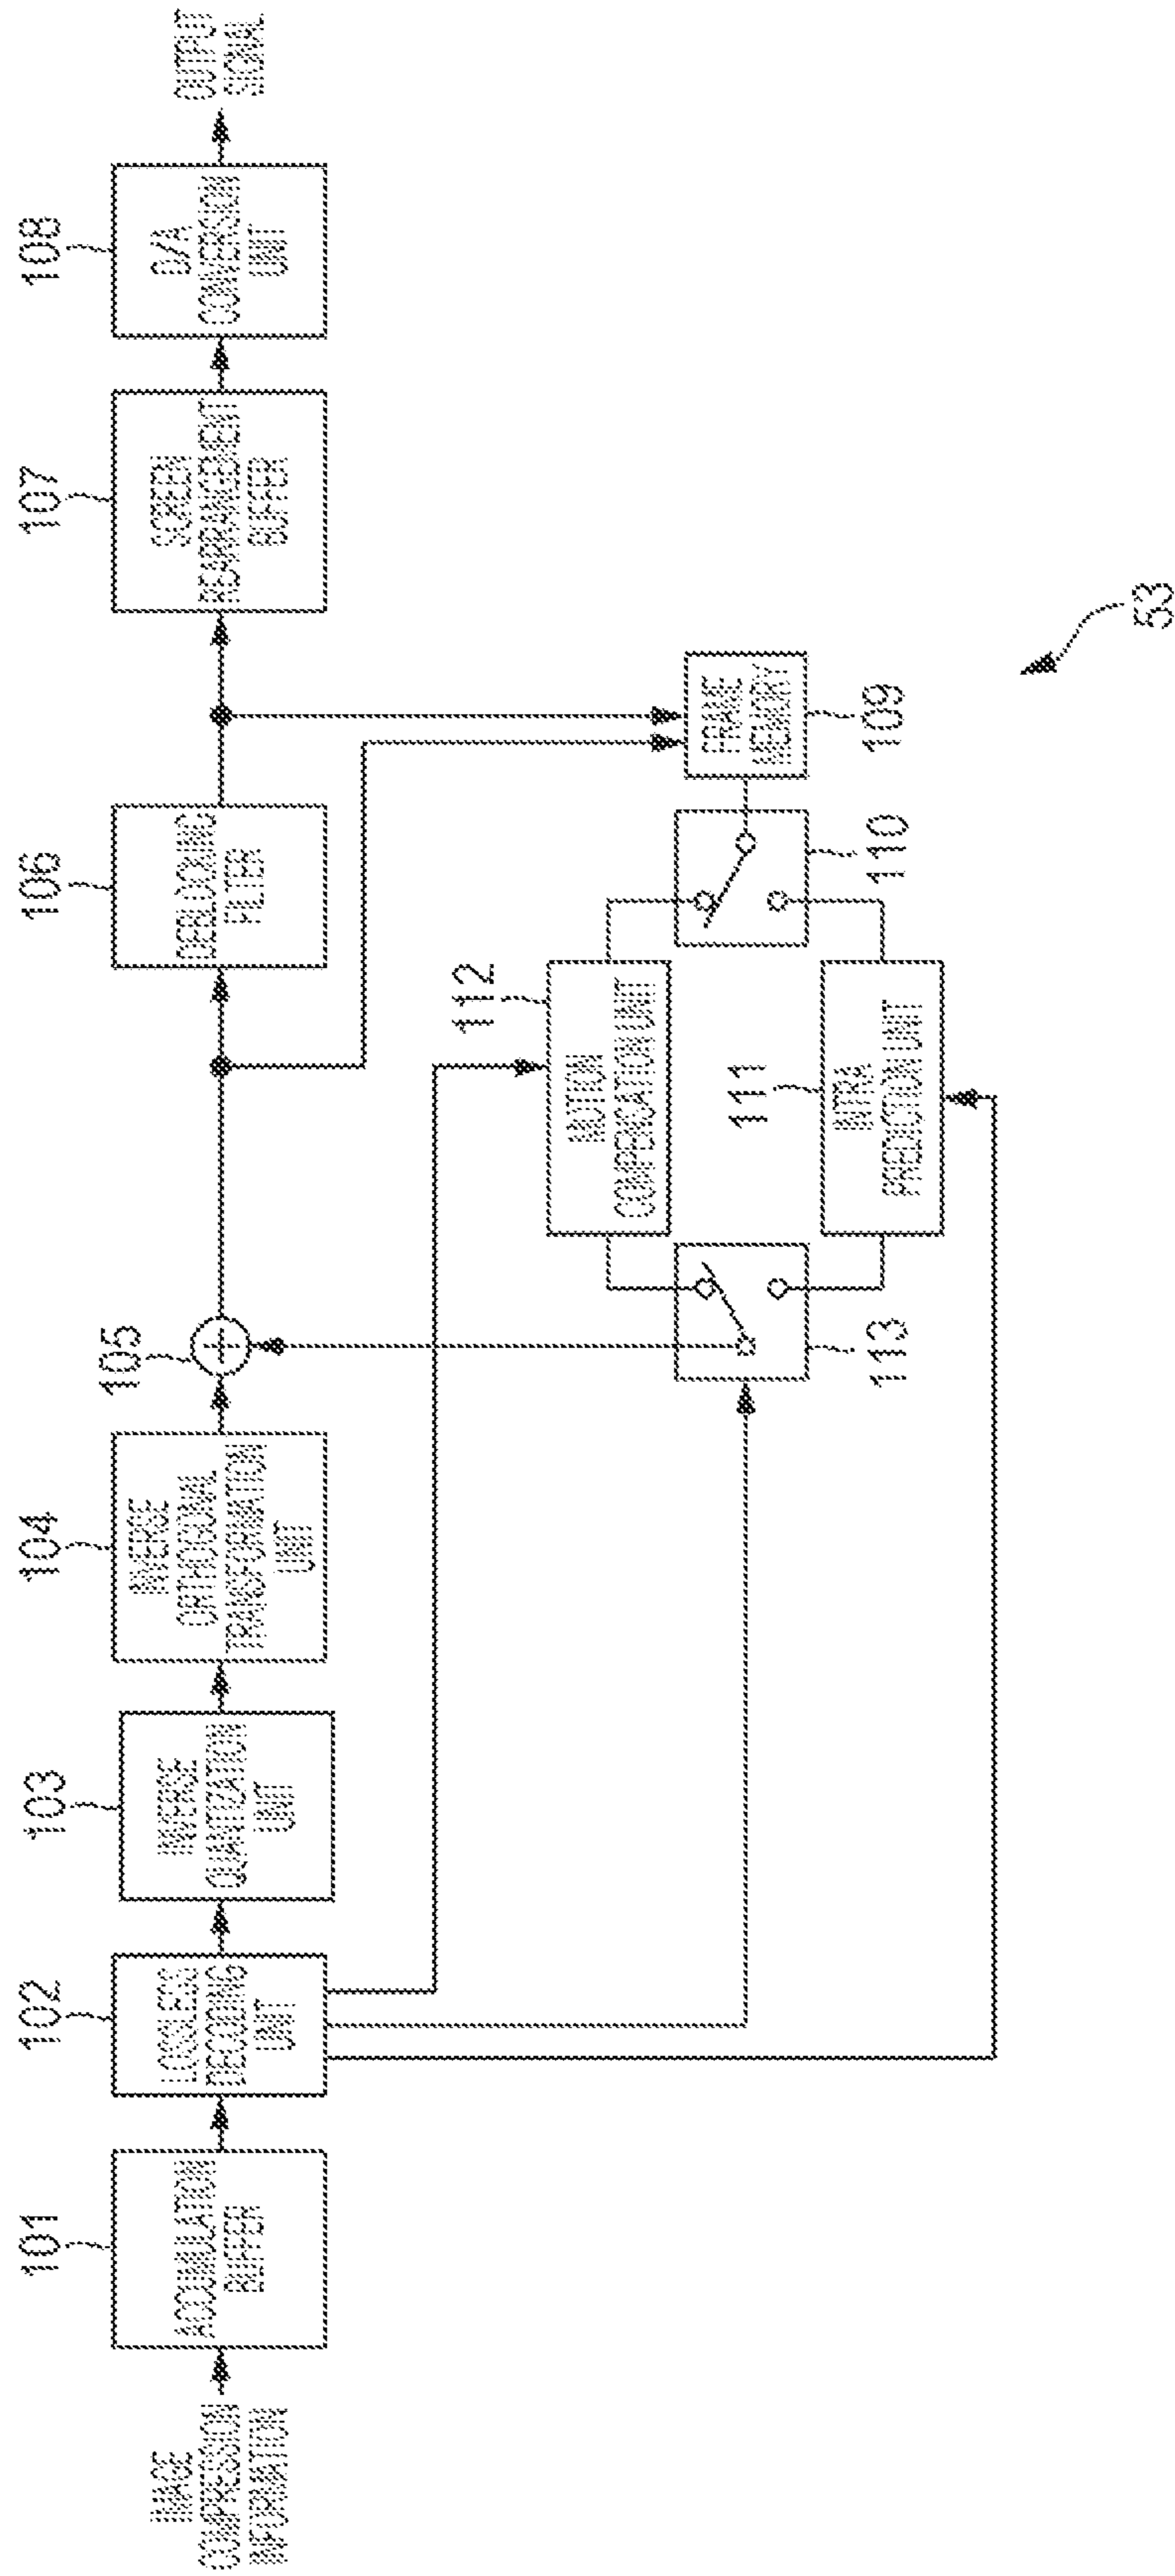 IMAGE
COMPRESSION
INFORMATION
101
ACCUMULATION
BUFFER
102
LOSSLESS
DECODING
UNIT
103
INVERSE
QUANTIZATION
UNIT
104
INVERSE
ORTHOGONAL
TRANSFORMATION
UNIT
105
106
DEBLOCKING
FILTER
107
SCREEN
REARRANGEMENT
BUFFER
108
D/A
CONVERSION
UNIT
OUTPUT
SIGNAL
112
MOTION
COMPENSATION UNIT
111
INTRA
PREDICTION UNIT
113
110
FRAME
MEMORY
109
53